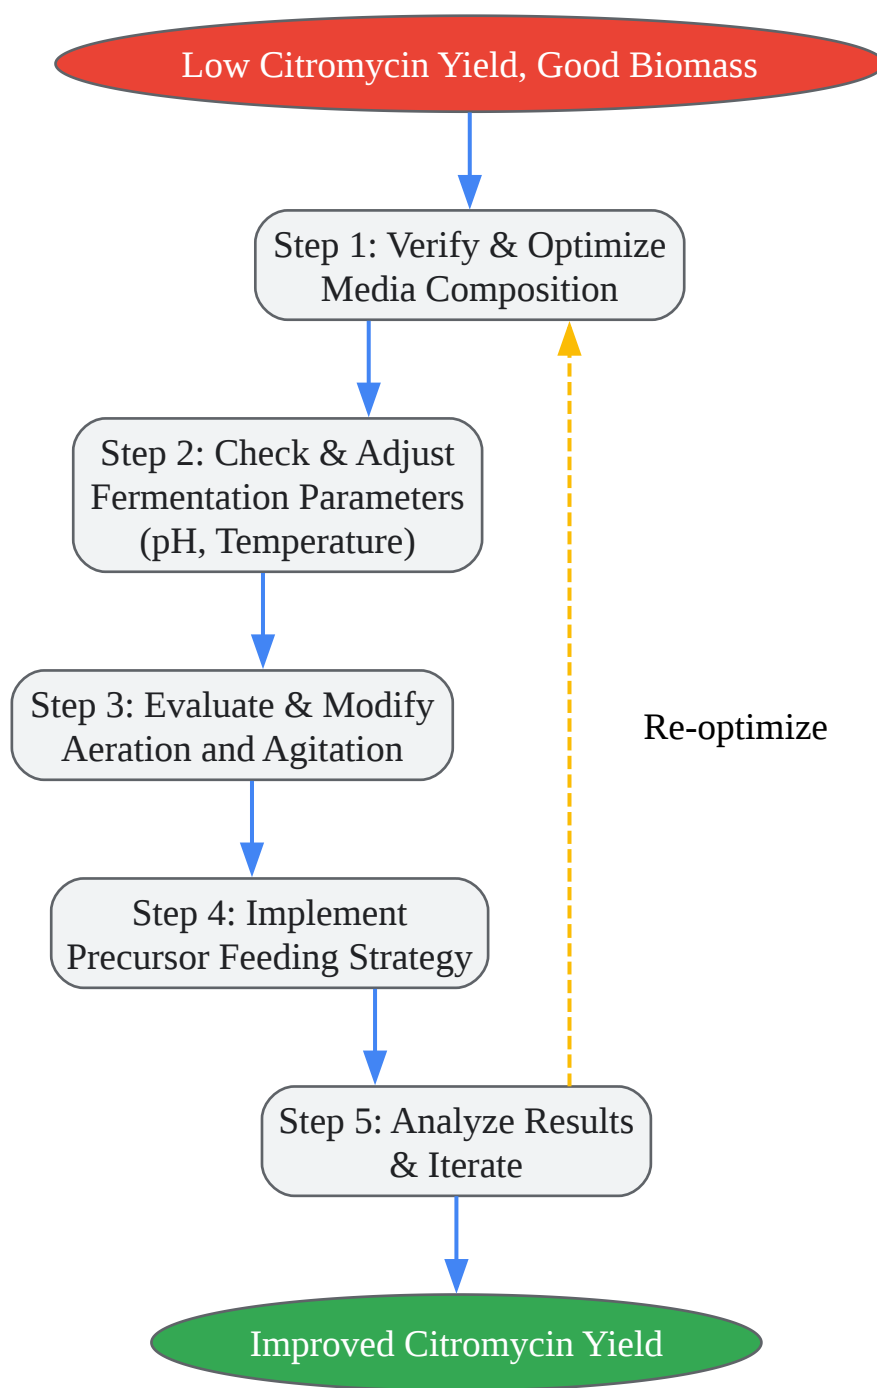 Low Citromycin Yield, Good Biomass
Step 1: Verify & Optimize
Media Composition
Step 2: Check & Adjust
Fermentation Parameters
(pH, Temperature)
Step 3: Evaluate & Modify
Aeration and Agitation
Re-optimize
Step 4: Implement
Precursor Feeding Strategy
Step 5: Analyze Results
& Iterate
Improved Citromycin Yield